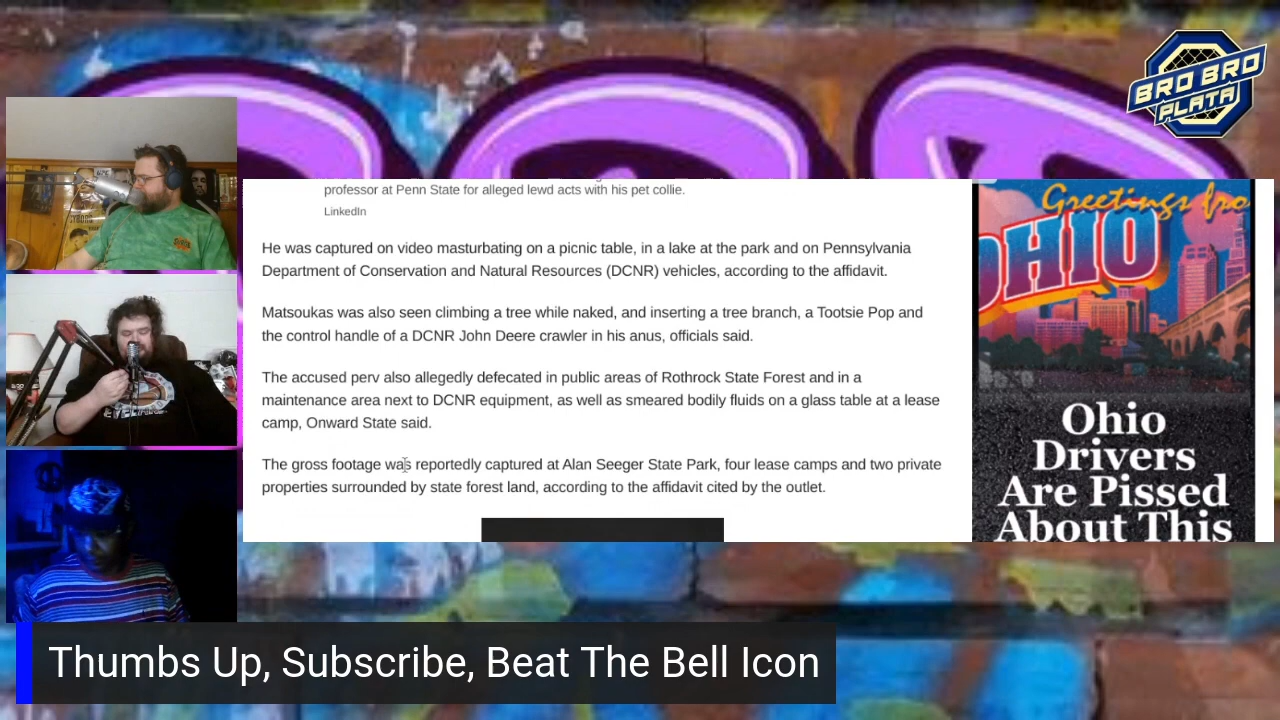 BRO BRO
PLATA
professor at Penn State for alleged lewd acts with his pet collie.
LinkedIn
He was captured on video masturbating on a picnic table, in a lake at the park and on Pennsylvania
Department of Conservation and Natural Resources (DCNR) vehicles, according to the affidavit.
Matsoukas was also seen climbing a tree while naked, and inserting a tree branch, a Tootsie Pop and
the control handle of a DCNR John Deere crawler in his anus, officials said.
The accused perv also allegedly defecated in public areas of Rothrock State Forest and in a
maintenance area next to DCNR equipment, as well as smeared bodily fluids on a glass table at a lease
camp, Onward State said.
The gross footage was reportedly captured at Alan Seeger State Park, four lease camps and two private
properties surrounded by state forest land, according to the affidavit cited by the outlet.
Greetings fro
OHIO
Ohio
Drivers
Are Pissed
About This
Thumbs Up, Subscribe, Beat The Bell Icon